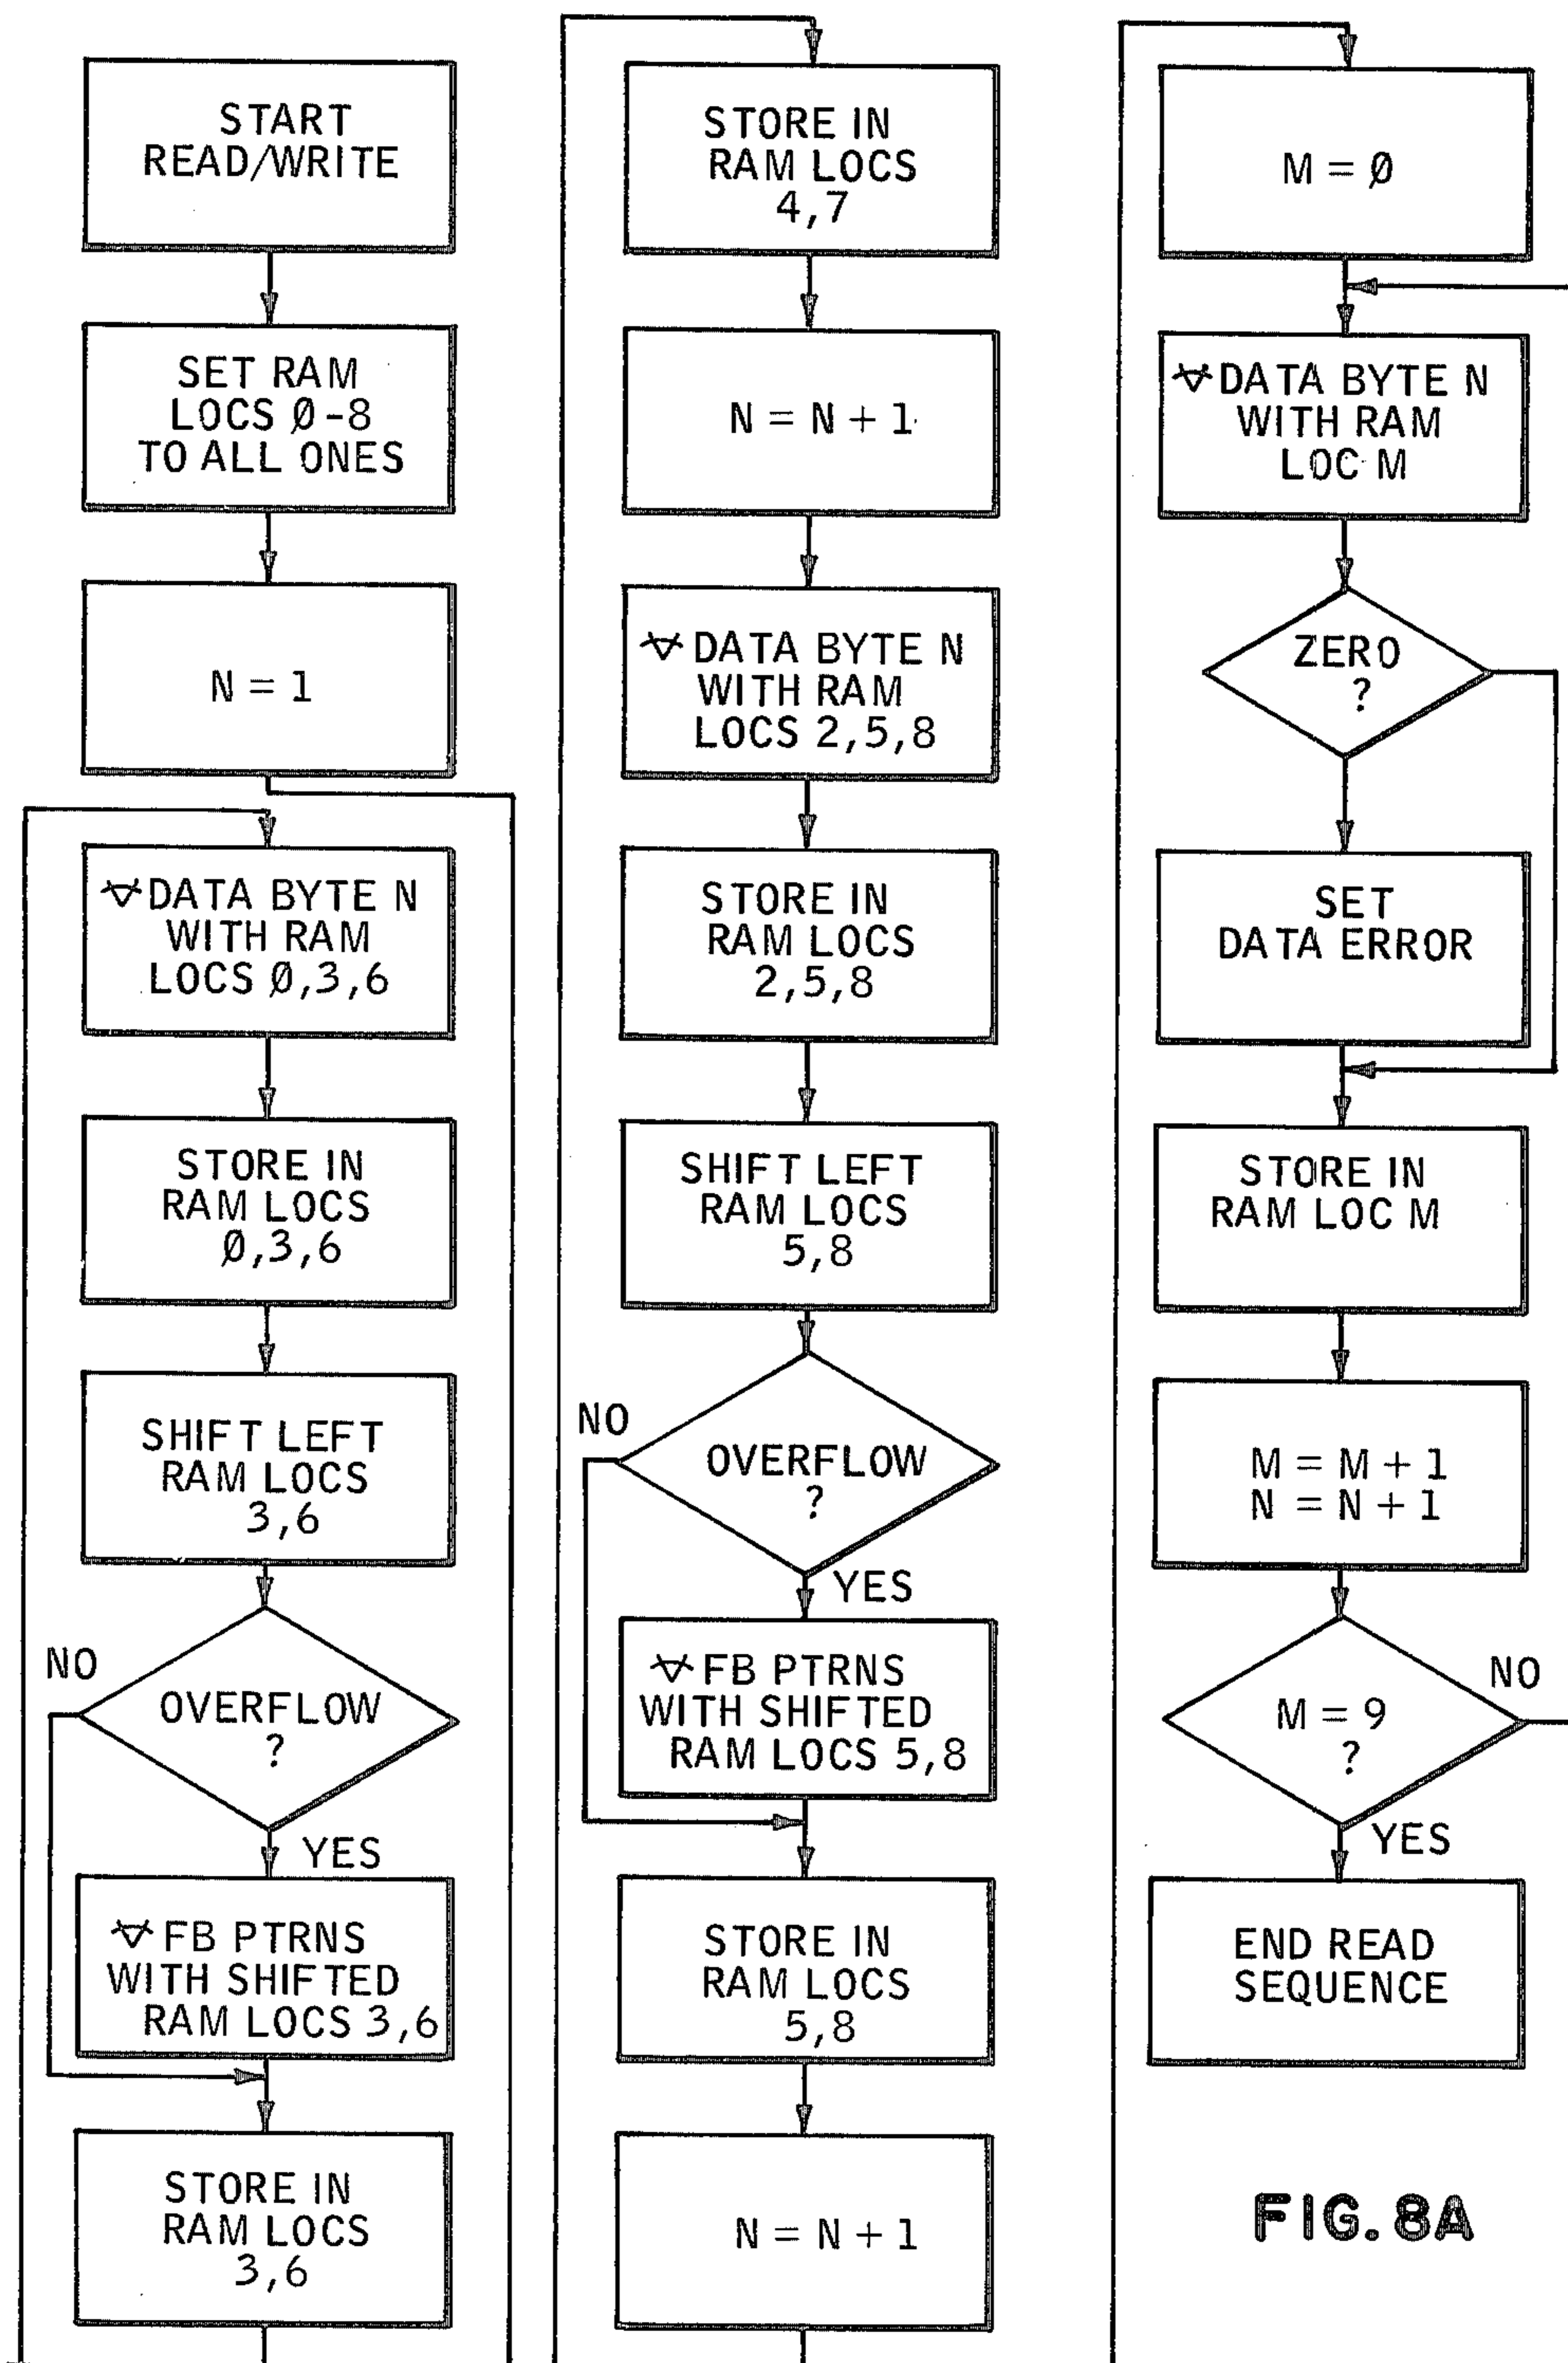 START
READ/WRITE
SET RAM
LOCS Ø-8
TO ALL ONES
N = 1
⊽ DATA BYTE N
WITH RAM
LOCS Ø,3,6
STORE IN
RAM LOCS
Ø,3,6
SHIFT LEFT
RAM LOCS
3,6
NO
OVERFLOW
?
YES
⊽ FB PTRNS
WITH SHIFTED
RAM LOCS 3,6
STORE IN
RAM LOCS
3,6
STORE IN
RAM LOCS
4,7
N = N + 1
⊽ DATA BYTE N
WITH RAM
LOCS 2,5,8
STORE IN
RAM LOCS
2,5,8
SHIFT LEFT
RAM LOCS
5,8
NO
OVERFLOW
?
YES
⊽ FB PTRNS
WITH SHIFTED
RAM LOCS 5,8
STORE IN
RAM LOCS
5,8
N = N + 1
M = Ø
⊽ DATA BYTE N
WITH RAM
LOC M
ZERO
?
SET
DATA ERROR
STORE IN
RAM LOC M
M = M + 1
N = N + 1
NO
M = 9
?
YES
END READ
SEQUENCE
FIG. 8A